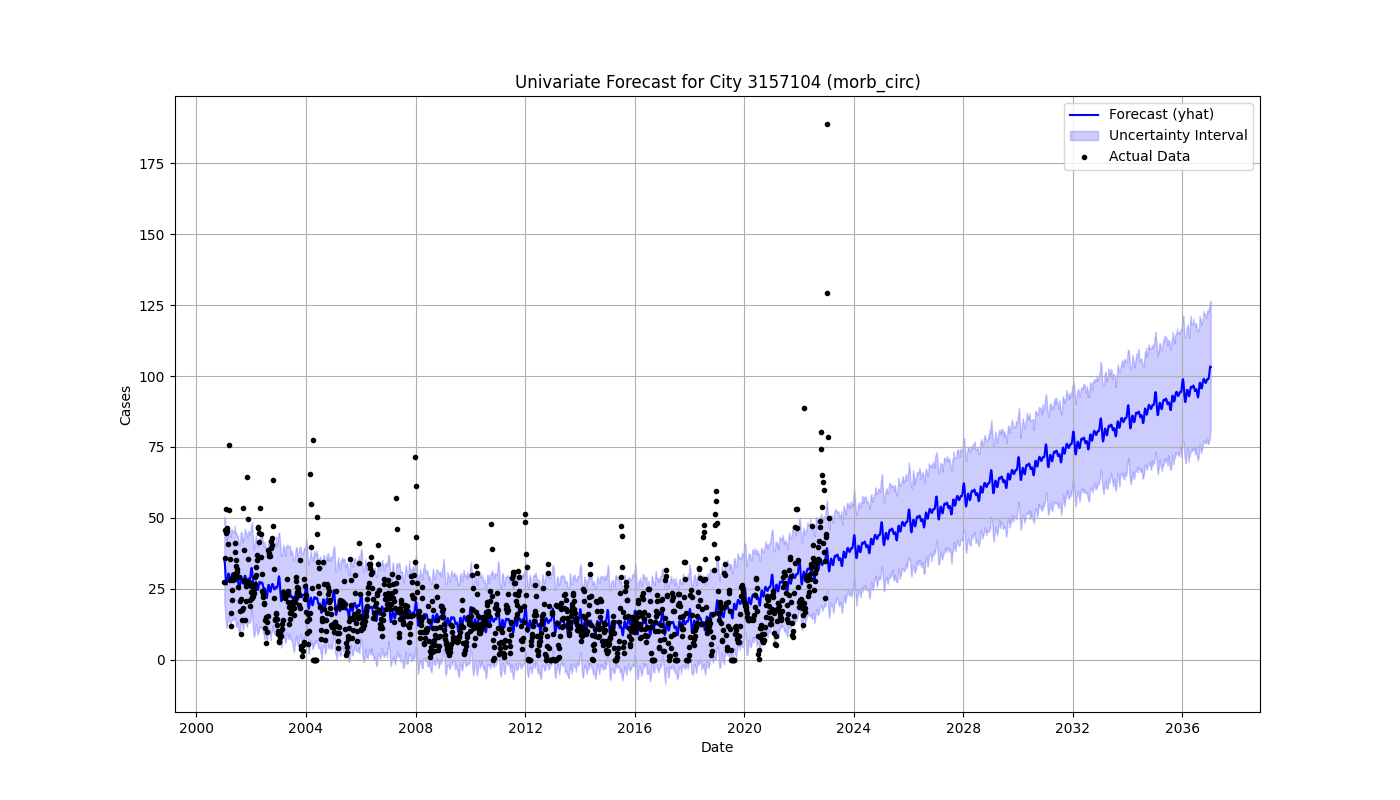 Univariate Forecast for City 3157104 (morb_circ)
Forecast (yhat)
Uncertainty Interval
Actual Data
175
150
125
100
75
50
25
0
Cases
2000 2004 2008 2012 2016 2020 2024 2028 2032 2036
Date